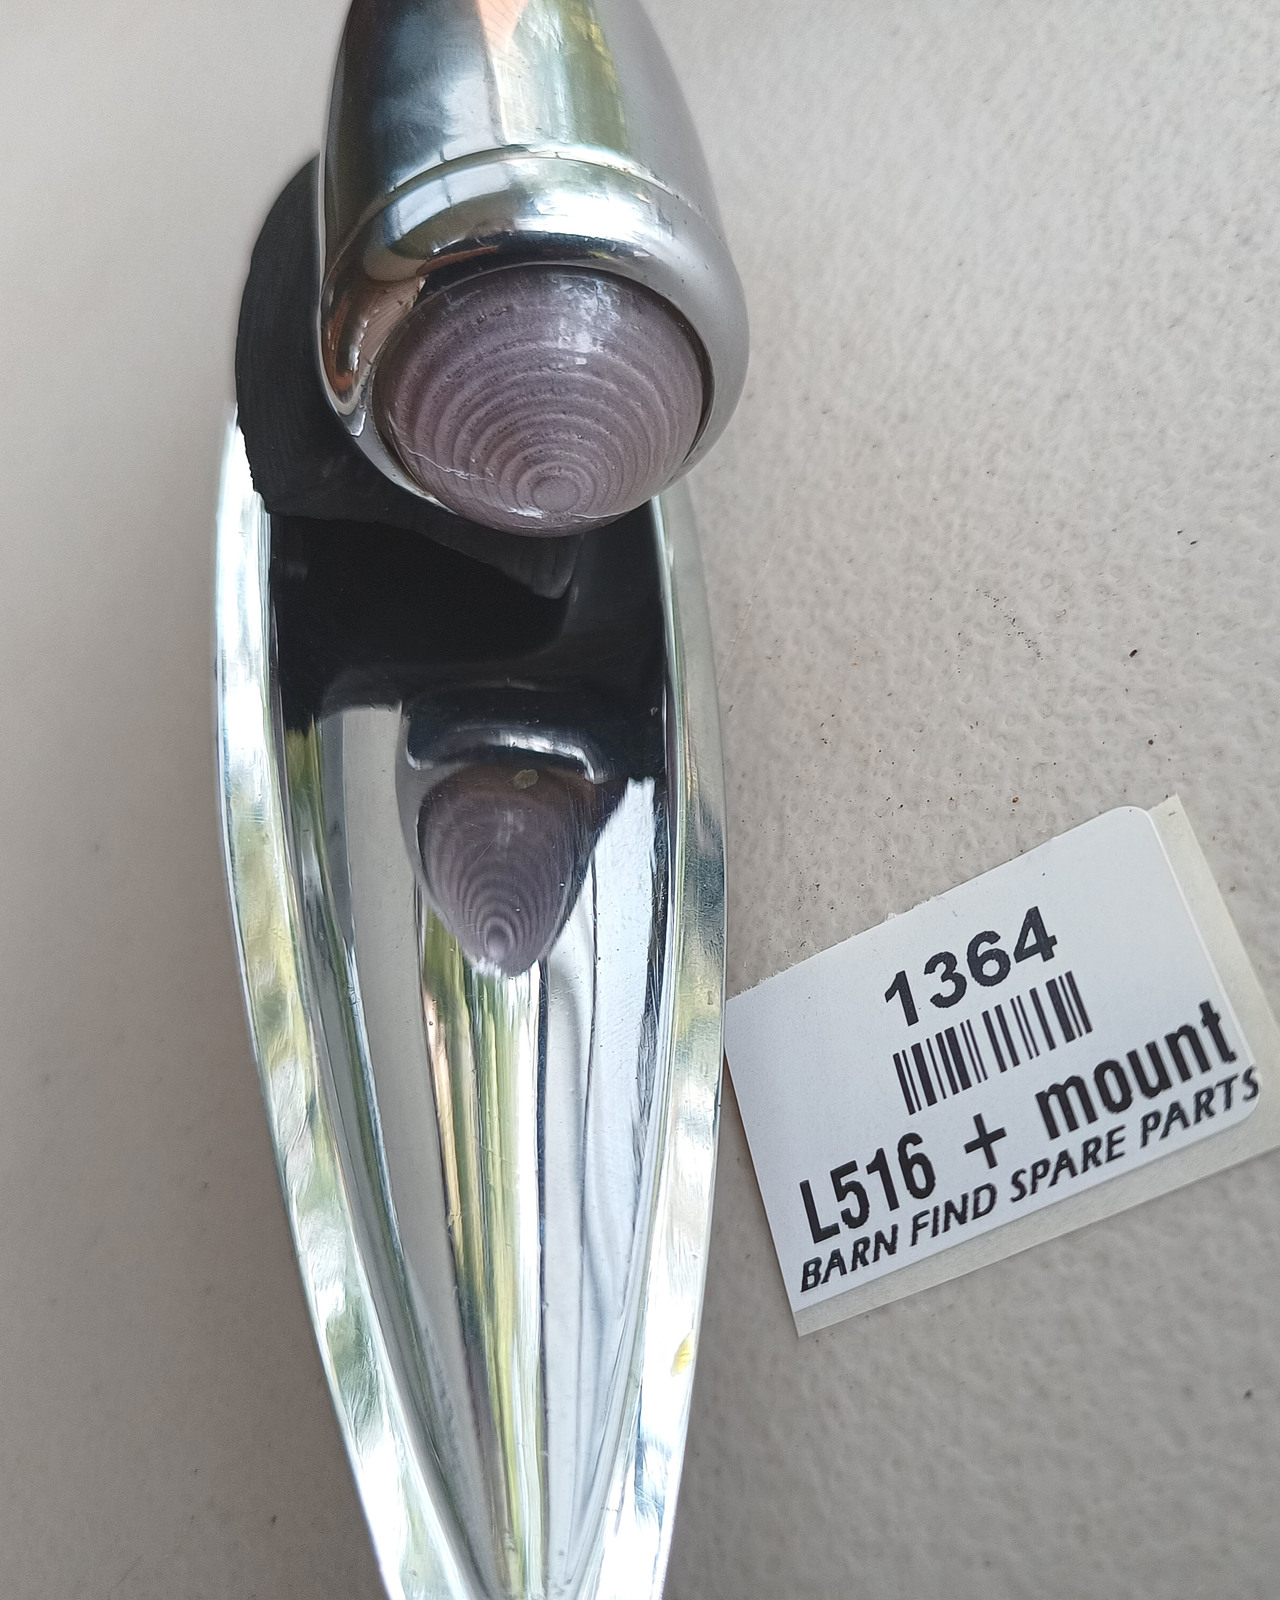 1364
L516 + mount
BARN FIND SPARE PARTS